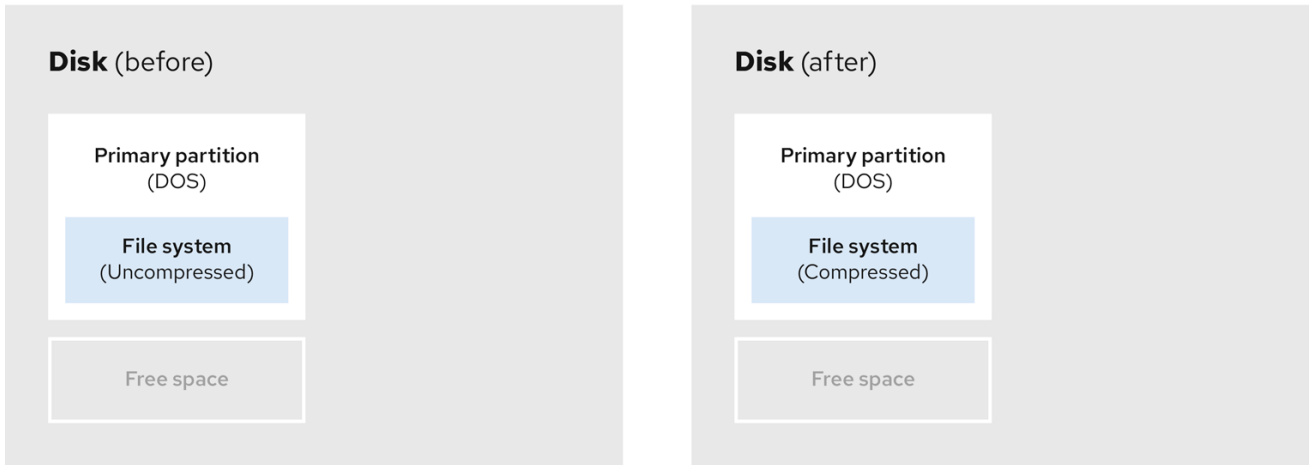 Disk (before)
Primary partition
(DOS)
File system
(Uncompressed)
Free space
Disk (after)
Primary partition
(DOS)
File system
(Compressed)
Free space